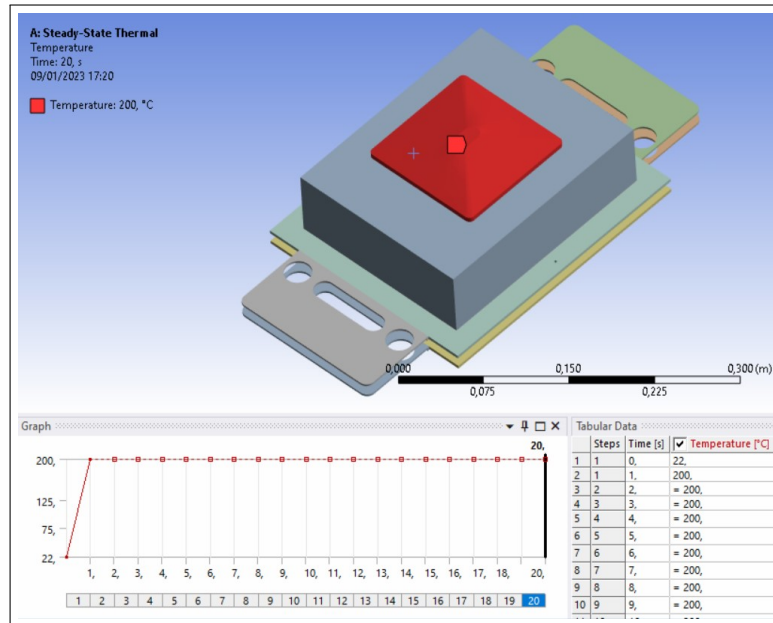 A: Steady-State Thermal
Temperature
Time: 20, s
09/01/2023 17:20
Temperature: 200, °C
0,000 0,150 0,300 (m)
0,075 0,225
Graph
20,
200,
125,
75,
22,
1, 2, 3, 4, 5, 6, 7, 8, 9, 10, 11, 12, 13, 14, 15, 16, 17, 18, 20,
1 2 3 4 5 6 7 8 9 10 11 12 13 14 15 16 17 18 19 20
Tabular Data
Steps Time [s] Temperature [°C]
1 1 0, 22,
2 1 1, 200,
3 2 2, = 200,
4 3 3, = 200,
5 4 4, = 200,
6 5 5, = 200,
7 6 6, = 200,
8 7 7, = 200,
9 8 8, = 200,
10 9 9, = 200,